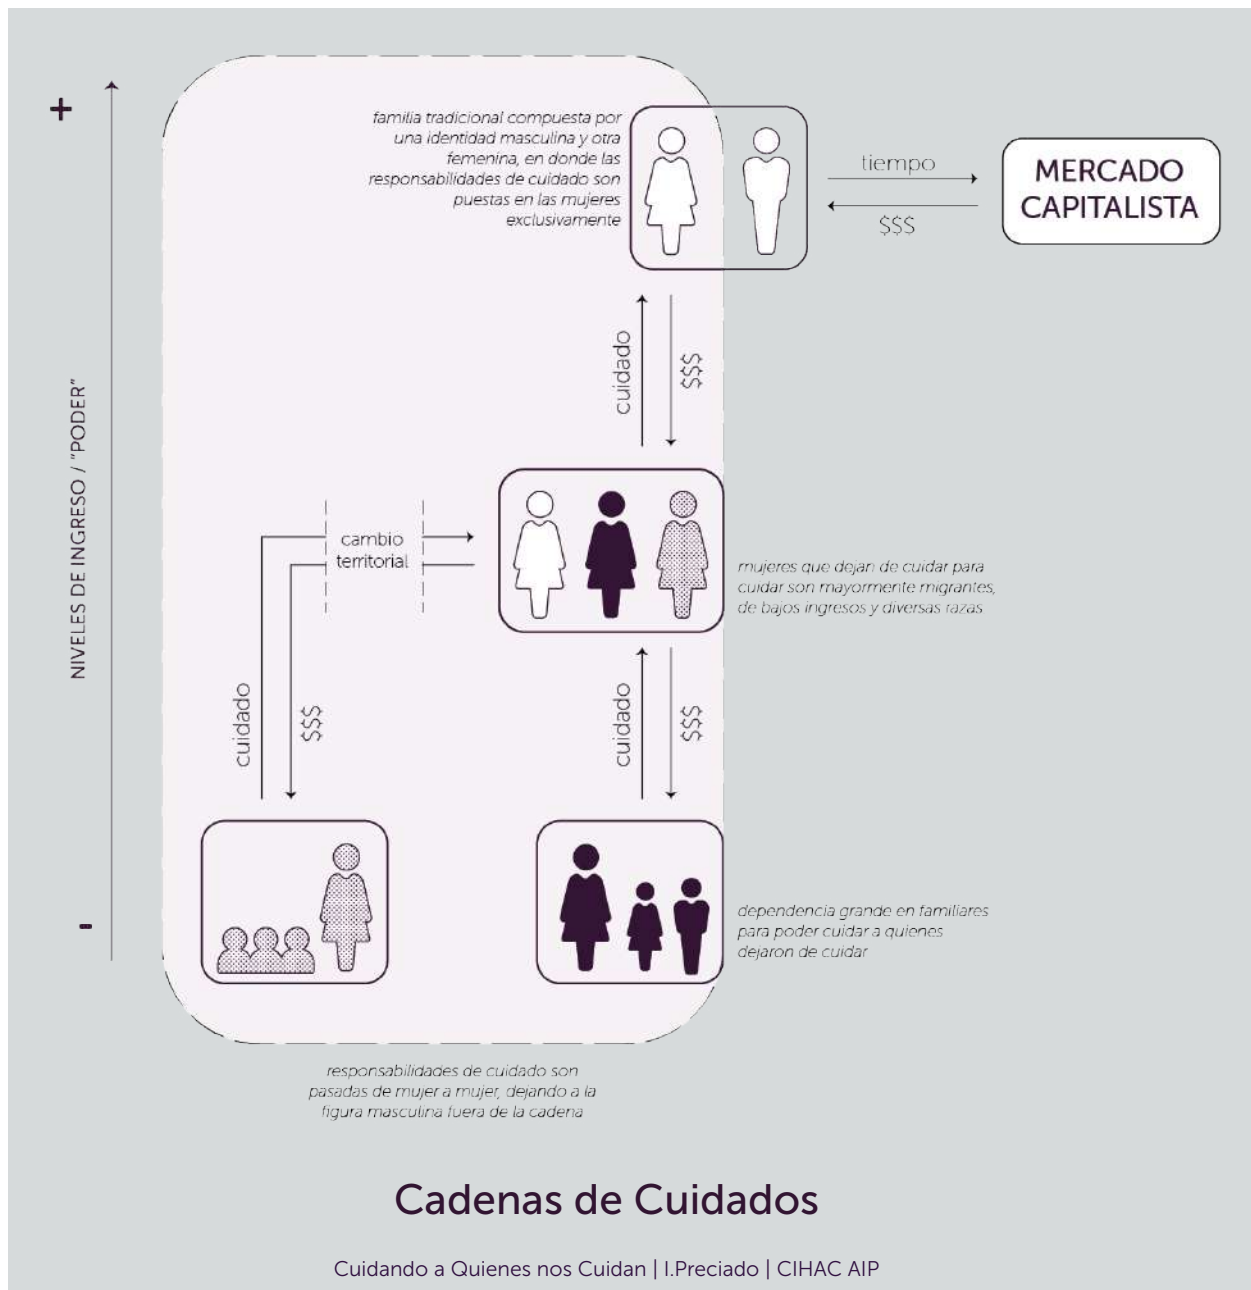 +
familia tradicional compuesta por
una identidad masculina y otra
femenina, en donde las
responsabilidades de cuidado son
puestas en las mujeres
exclusivamente
tiempo
$$$
MERCADO
CAPITALISTA
cuidado
$$$
NIVELES DE INGRESO / "PODER"
cambio
territorial
mujeres que dejan de cuidar para
cuidar son mayormente migrantes,
de bajos ingresos y diversas razas
cuidado
$$$
cuidado
$$$
-
dependencia grande en familiares
para poder cuidar a quienes
dejaron de cuidar
responsabilidades de cuidado son
pasadas de mujer a mujer, dejando a la
figura masculina fuera de la cadena
Cadenas de Cuidados
Cuidando a Quienes nos Cuidan | I.Preciado | CIHAC AIP